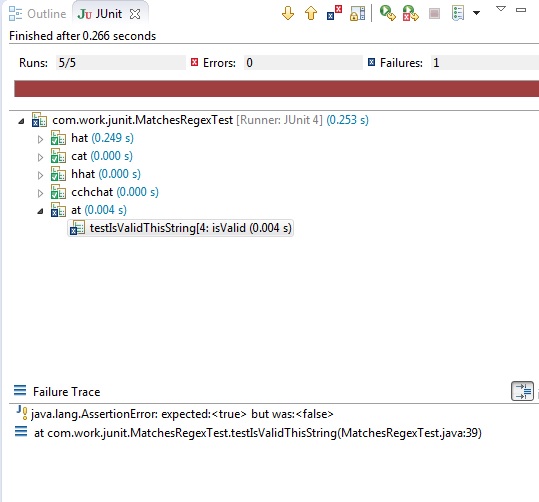 Outline JUnit
Finished after 0.266 seconds
Runs: 5/5 Errors: 0 Failures: 1
com.work.junit.MatchesRegexTest [Runner: JUnit 4] (0.253 s)
hat (0.249 s)
cat (0.000 s)
hhat (0.000 s)
cchchat (0.000 s)
at (0.004 s)
testIsValidThisString[4: isValid (0.004 s)
Failure Trace
java.lang.AssertionError: expected:<true> but was:<false>
at com.work.junit.MatchesRegexTest.testIsValidThisString(MatchesRegexTest.java:39)